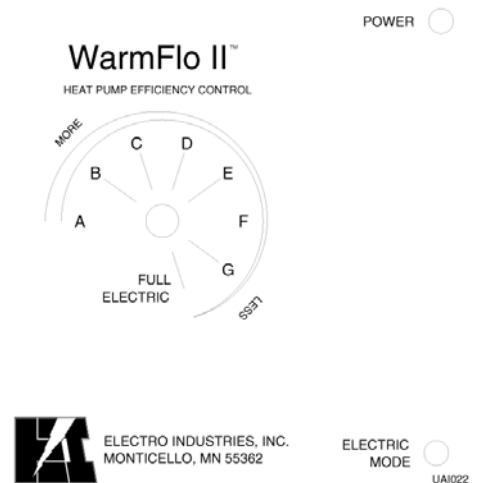 POWER
WarmFlo II™
HEAT PUMP EFFICIENCY CONTROL
MORE
C D
B E
A F
G
FULL
ELECTRIC
LESS
ELECTRO INDUSTRIES, INC.
MONTICELLO, MN 55362
ELECTRIC
MODE
UAI022